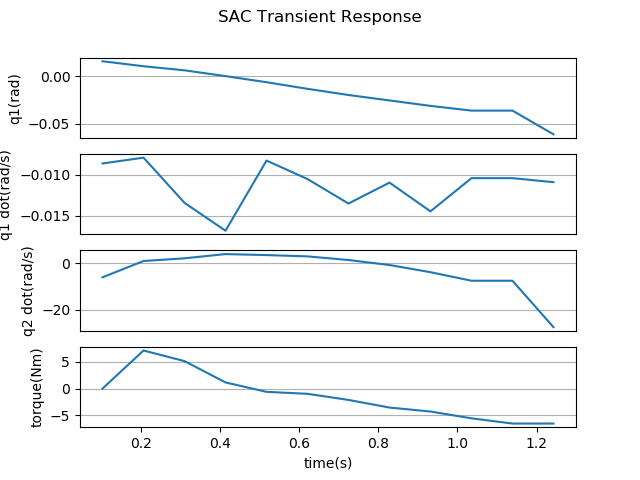 SAC Transient Response
0.00
−0.05
q1(rad)
−0.010
−0.015
q1 dot(rad/s)
0
−20
q2 dot(rad/s)
5
0
−5
torque(Nm)
0.2 0.4 0.6 0.8 1.0 1.2
time(s)